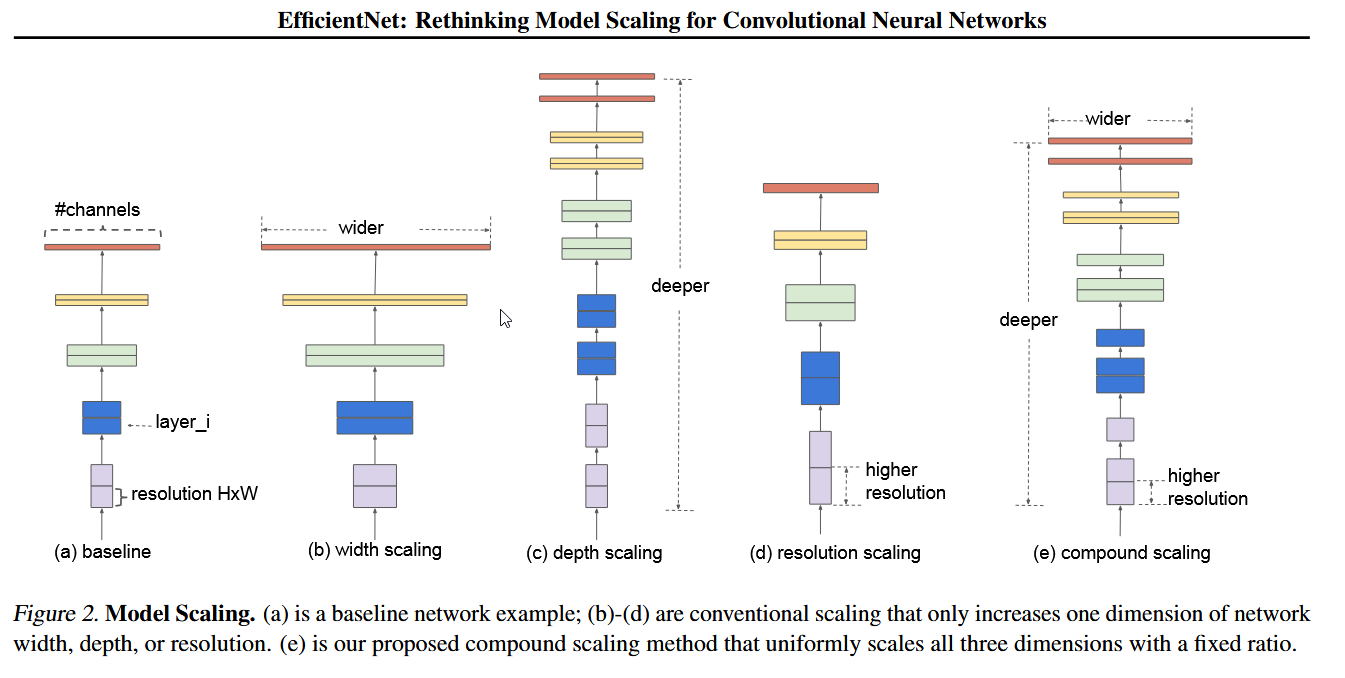 EfficientNet: Rethinking Model Scaling for Convolutional Neural Networks
#channels
layer_i
resolution HxW
(a) baseline
wider
(b) width scaling
deeper
(c) depth scaling
higher
resolution
(d) resolution scaling
wider
deeper
higher
resolution
(e) compound scaling
Figure 2. Model Scaling. (a) is a baseline network example; (b)-(d) are conventional scaling that only increases one dimension of network
width, depth, or resolution. (e) is our proposed compound scaling method that uniformly scales all three dimensions with a fixed ratio.